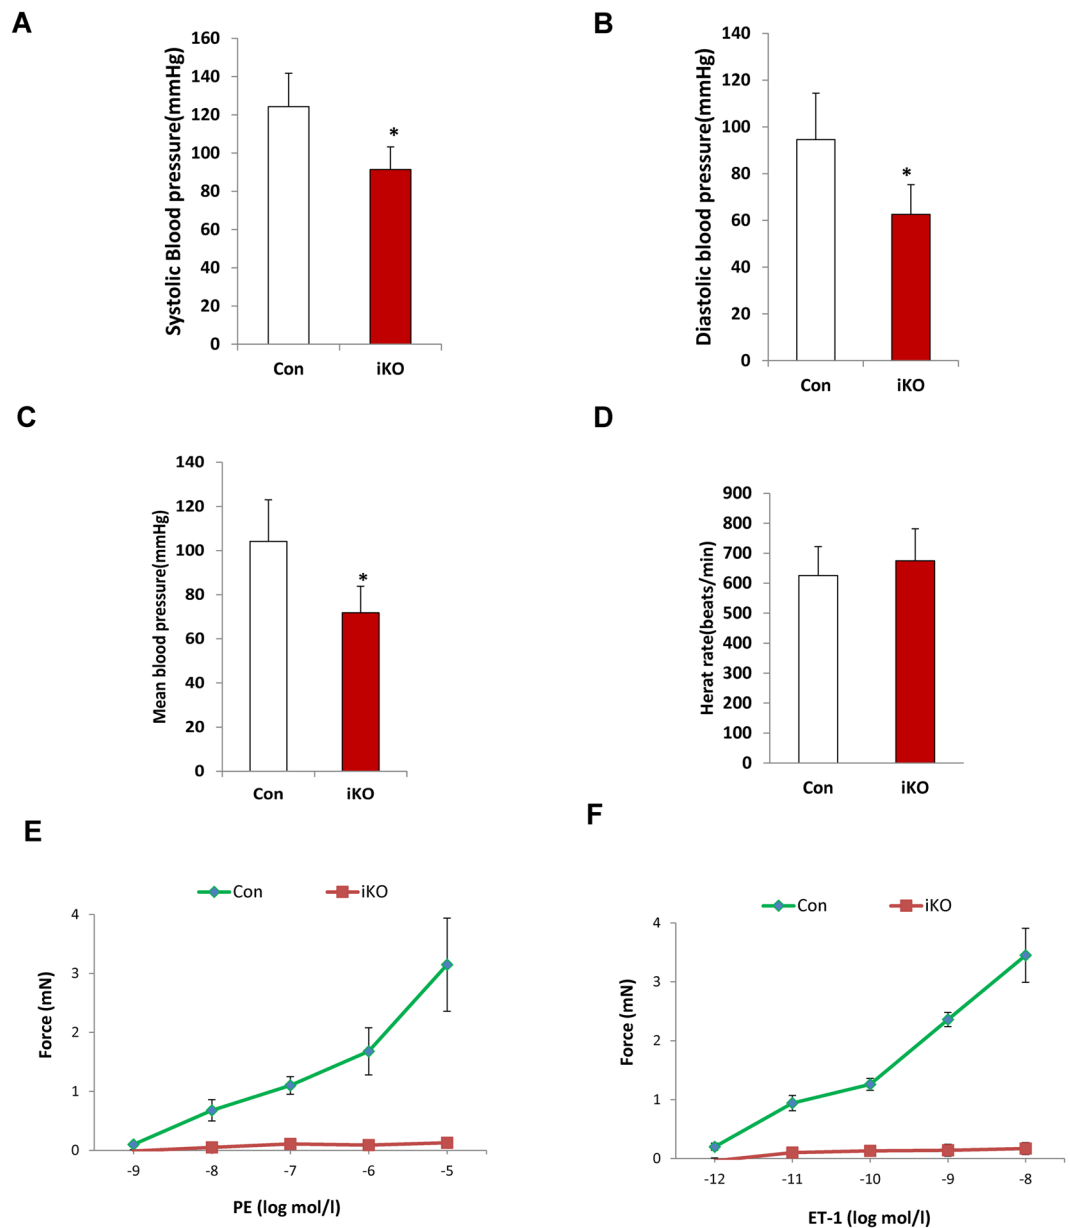 A
Systolic Blood pressure(mmHg)
160
140
120
100
80
60
40
20
0
*
Con
iKO
B
Diastolic blood pressure(mmHg)
140
120
100
80
60
40
20
0
*
Con
iKO
C
Mean blood pressure(mmHg)
140
120
100
80
60
40
20
0
*
Con
iKO
D
Herat rate(beats/min)
900
800
700
600
500
400
300
200
100
0
Con
iKO
E
Con
iKO
Force (mN)
4
3
2
1
0
-9
-8
-7
-6
-5
PE (log mol/l)
F
Con
iKO
Force (mN)
4
3
2
1
0
-12
-11
-10
-9
-8
ET-1 (log mol/l)